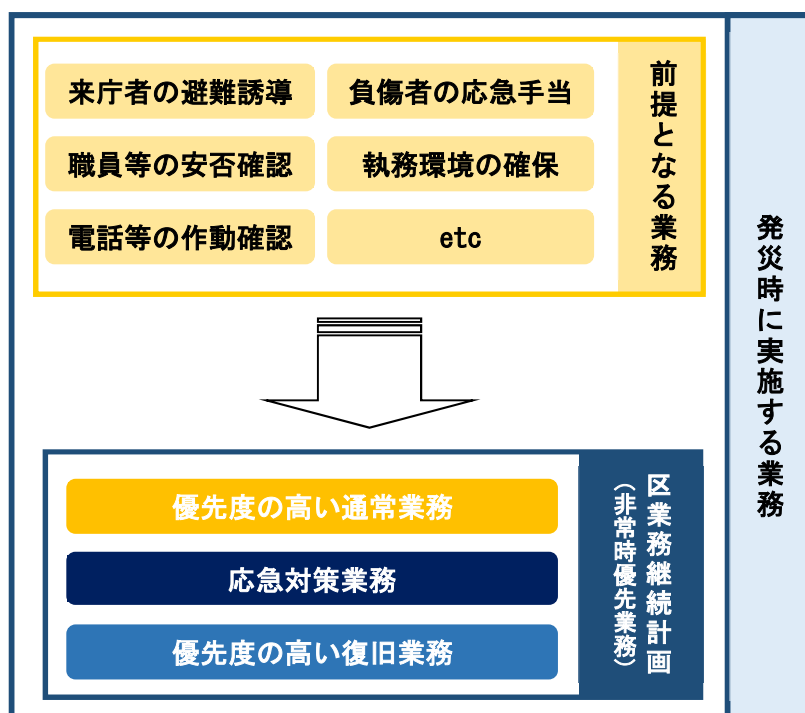 来庁者の避難誘導
負傷者の応急手当
職員等の安否確認
執務環境の確保
電話等の作動確認
etc
前提となる業務
優先度の高い通常業務
応急対策業務
優先度の高い復旧業務
区業務継続計画
（非常時優先業務）
発災時に実施する業務